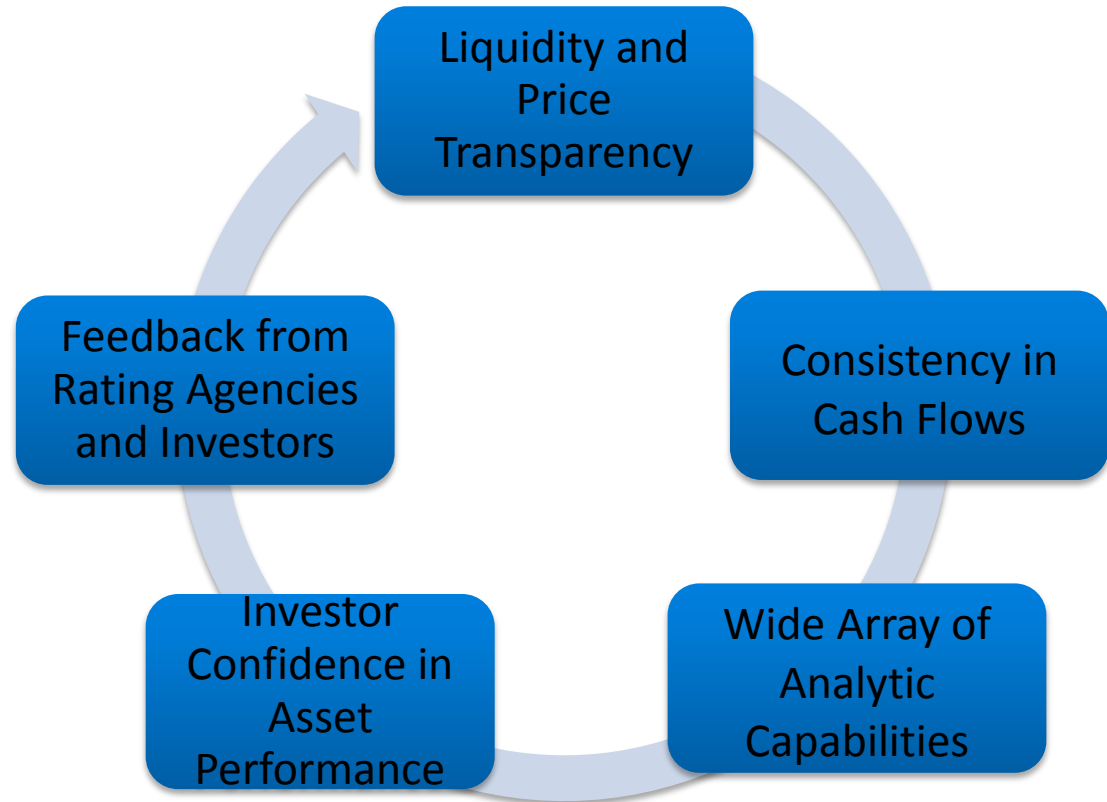 Liquidity and
Price
Transparency
Consistency in
Cash Flows
Wide Array of
Analytic
Capabilities
Investor
Confidence in
Asset
Performance
Feedback from
Rating Agencies
and Investors